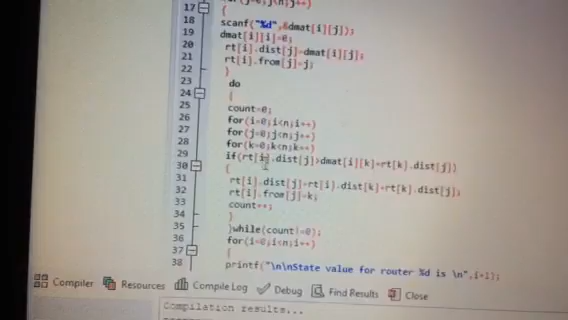 for(j=0;j<n;j++)
17
{
18 scanf("%d",&dmat[i][j]);
19 dmat[i][i]=0;
20 rt[i].dist[j]=dmat[i][j];
21 rt[i].from[j]=j;
22 }
23 do
24 {
25 count=0;
26 for(i=0;i<n;i++)
27 for(j=0;j<n;j++)
28 for(k=0;k<n;k++)
29 if(rt[i].dist[j]>dmat[i][k]+rt[k].dist[j])
30 {
31 rt[i].dist[j]=rt[i].dist[k]+rt[k].dist[j];
32 rt[i].from[j]=k;
33 count++;
34 }
35 }while(count!=0);
36 for(i=0;i<n;i++)
37 {
38 printf("\n\nState value for router %d is \n",i+1);
Compiler Resources Compile Log Debug Find Results Close
Compilation results...